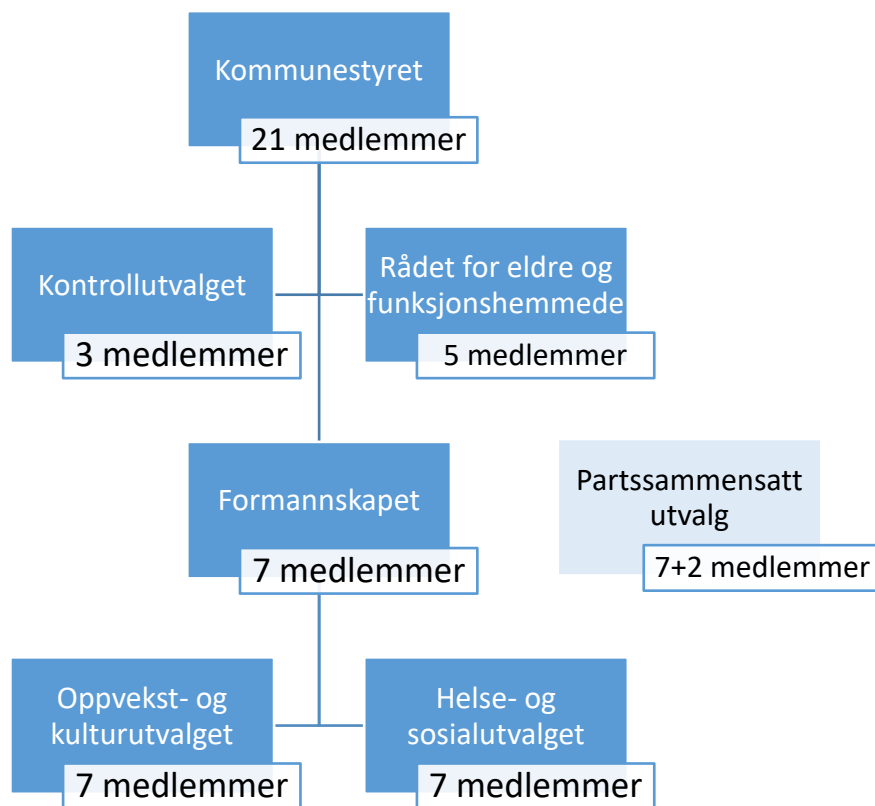 Kommunestyret
21 medlemmer
Kontrollutvalget
3 medlemmer
Rådet for eldre og
funksjonshemmede
5 medlemmer
Formannskapet
7 medlemmer
Partssammensatt
utvalg
7+2 medlemmer
Oppvekst- og
kulturutvalget
7 medlemmer
Helse- og
sosialutvalget
7 medlemmer